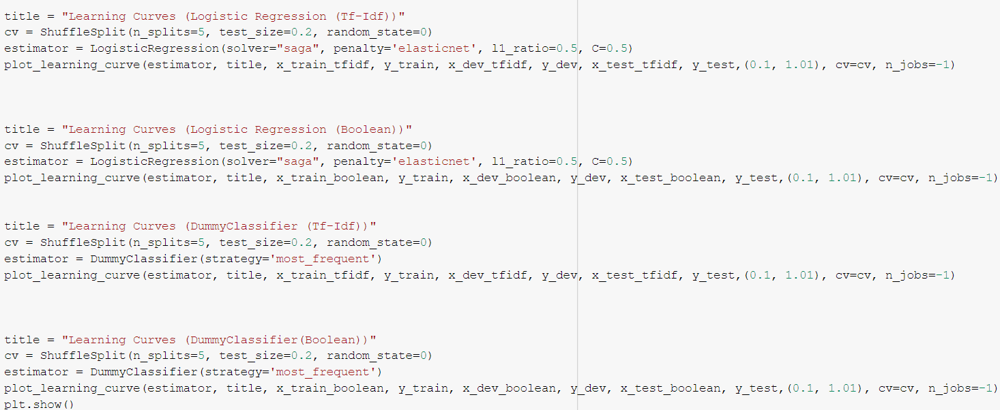 title = "Learning Curves (Logistic Regression (Tf-Idf))"
cv = ShuffleSplit(n_splits=5, test_size=0.2, random_state=0)
estimator = LogisticRegression(solver="saga", penalty='elasticnet', l1_ratio=0.5, C=0.5)
plot_learning_curve(estimator, title, x_train_tfidf, y_train, x_dev_tfidf, y_dev, x_test_tfidf, y_test,(0.1, 1.01), cv=cv, n_jobs=-1)
title = "Learning Curves (Logistic Regression (Boolean))"
cv = ShuffleSplit(n_splits=5, test_size=0.2, random_state=0)
estimator = LogisticRegression(solver="saga", penalty='elasticnet', l1_ratio=0.5, C=0.5)
plot_learning_curve(estimator, title, x_train_boolean, y_train, x_dev_boolean, y_dev, x_test_boolean, y_test,(0.1, 1.01), cv=cv, n_jobs=-1)
title = "Learning Curves (DummyClassifier (Tf-Idf))"
cv = ShuffleSplit(n_splits=5, test_size=0.2, random_state=0)
estimator = DummyClassifier(strategy='most_frequent')
plot_learning_curve(estimator, title, x_train_tfidf, y_train, x_dev_tfidf, y_dev, x_test_tfidf, y_test,(0.1, 1.01), cv=cv, n_jobs=-1)
title = "Learning Curves (DummyClassifier(Boolean))"
cv = ShuffleSplit(n_splits=5, test_size=0.2, random_state=0)
estimator = DummyClassifier(strategy='most_frequent')
plot_learning_curve(estimator, title, x_train_boolean, y_train, x_dev_boolean, y_dev, x_test_boolean, y_test,(0.1, 1.01), cv=cv, n_jobs=-1)
plt.show()